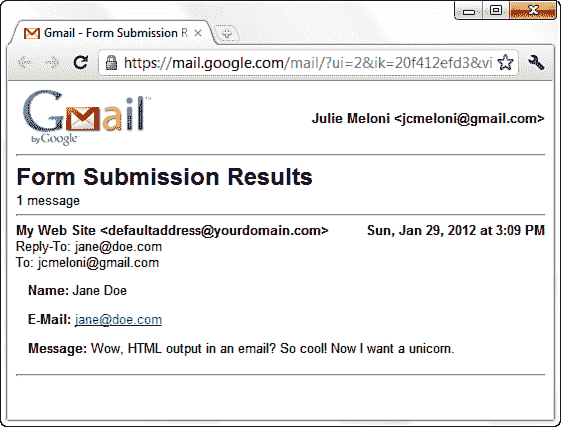 Gmail - Form Submission R
https://mail.google.com/mail/?ui=2&ik=20f412efd3&vi
Gmail™
by Google™
Julie Meloni <jcmeloni@gmail.com>
Form Submission Results
1 message
My Web Site <defaultaddress@yourdomain.com> Sun, Jan 29, 2012 at 3:09 PM
Reply-To: jane@doe.com
To: jcmeloni@gmail.com
Name: Jane Doe
E-Mail: jane@doe.com
Message: Wow, HTML output in an email? So cool! Now I want a unicorn.